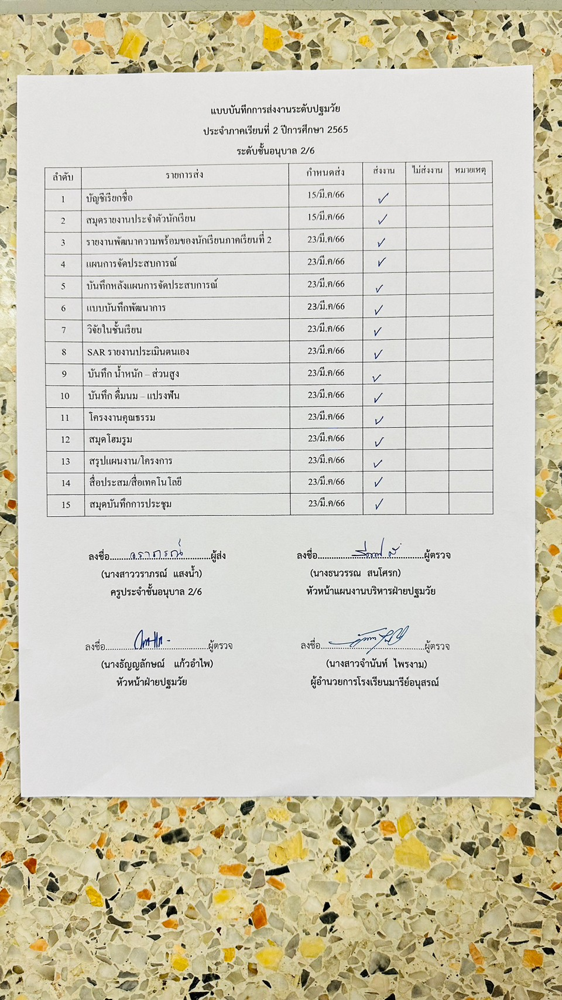 แบบบันทึกการส่งงานระดับปฐมวัย
ประจำภาคเรียนที่ 2 ปีการศึกษา 2565
ระดับชั้นอนุบาล 2/6
ลำดับ รายการส่ง กำหนดส่ง ส่งงาน ไม่ส่งงาน หมายเหตุ
1 บัญชีเรียกชื่อ 15/มี.ค/66 ✓
2 สมุดรายงานประจำตัวนักเรียน 15/มี.ค/66 ✓
3 รายงานพัฒนาความพร้อมของนักเรียนภาคเรียนที่ 2 23/มี.ค/66 ✓
4 แผนการจัดประสบการณ์ 23/มี.ค/66 ✓
5 บันทึกหลังแผนการจัดประสบการณ์ 23/มี.ค/66 ✓
6 แบบบันทึกพัฒนาการ 23/มี.ค/66 ✓
7 วิจัยในชั้นเรียน 23/มี.ค/66 ✓
8 SAR รายงานประเมินตนเอง 23/มี.ค/66 ✓
9 บันทึก น้ำหนัก – ส่วนสูง 23/มี.ค/66 ✓
10 บันทึก ดื่มนม – แปรงฟัน 23/มี.ค/66 ✓
11 โครงงานคุณธรรม 23/มี.ค/66 ✓
12 สมุดโฮมรูม 23/มี.ค/66 ✓
13 สรุปแผนงาน/โครงการ 23/มี.ค/66 ✓
14 สื่อประสม/สื่อเทคโนโลยี 23/มี.ค/66 ✓
15 สมุดบันทึกการประชุม 23/มี.ค/66 ✓
ลงชื่อ...วราภรณ์...ผู้ส่ง ลงชื่อ......ผู้ตรวจ
(นางสาววราภรณ์ แสงน้ำ) (นางธนวรรณ สนโศรก)
ครูประจำชั้นอนุบาล 2/6 หัวหน้าแผนงานบริหารฝ่ายปฐมวัย
ลงชื่อ......ผู้ตรวจ ลงชื่อ......ผู้ตรวจ
(นางธัญญลักษณ์ แก้วอำไพ) (นางสาวจำนันท์ ไพรงาม)
หัวหน้าฝ่ายปฐมวัย ผู้อำนวยการโรงเรียนมารีย์อนุสรณ์